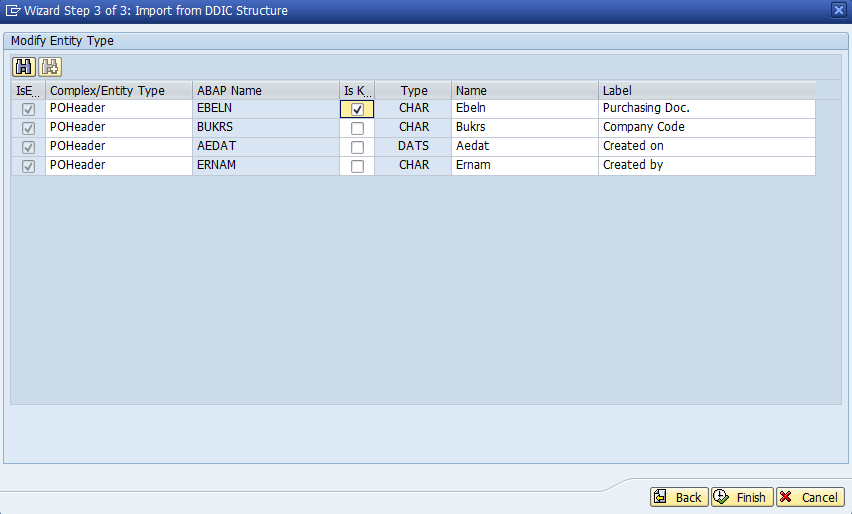 Wizard Step 3 of 3: Import from DDIC Structure
Modify Entity Type
IsE... Complex/Entity Type ABAP Name Is K... Type Name Label
POHeader EBELN CHAR Ebeln Purchasing Doc.
POHeader BUKRS CHAR Bukrs Company Code
POHeader AEDAT DATS Aedat Created on
POHeader ERNAM CHAR Ernam Created by
Back Finish Cancel